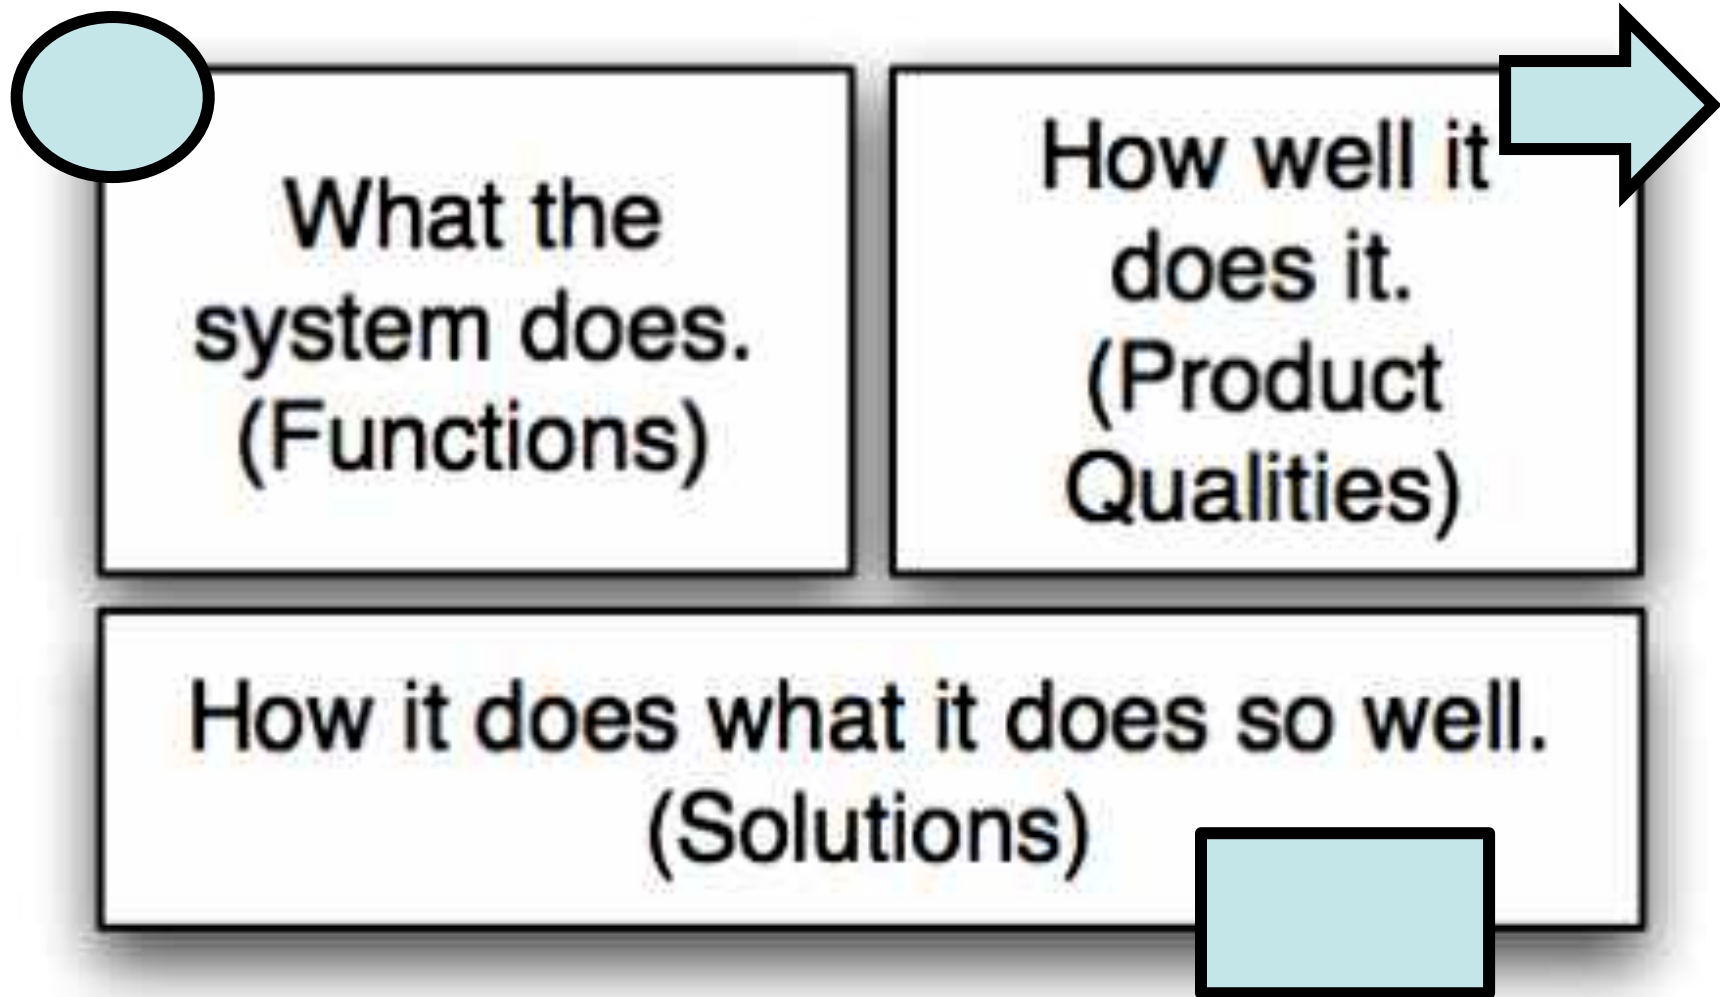 What the
system does.
(Functions)
How well it
does it.
(Product
Qualities)
How it does what it does so well.
(Solutions)